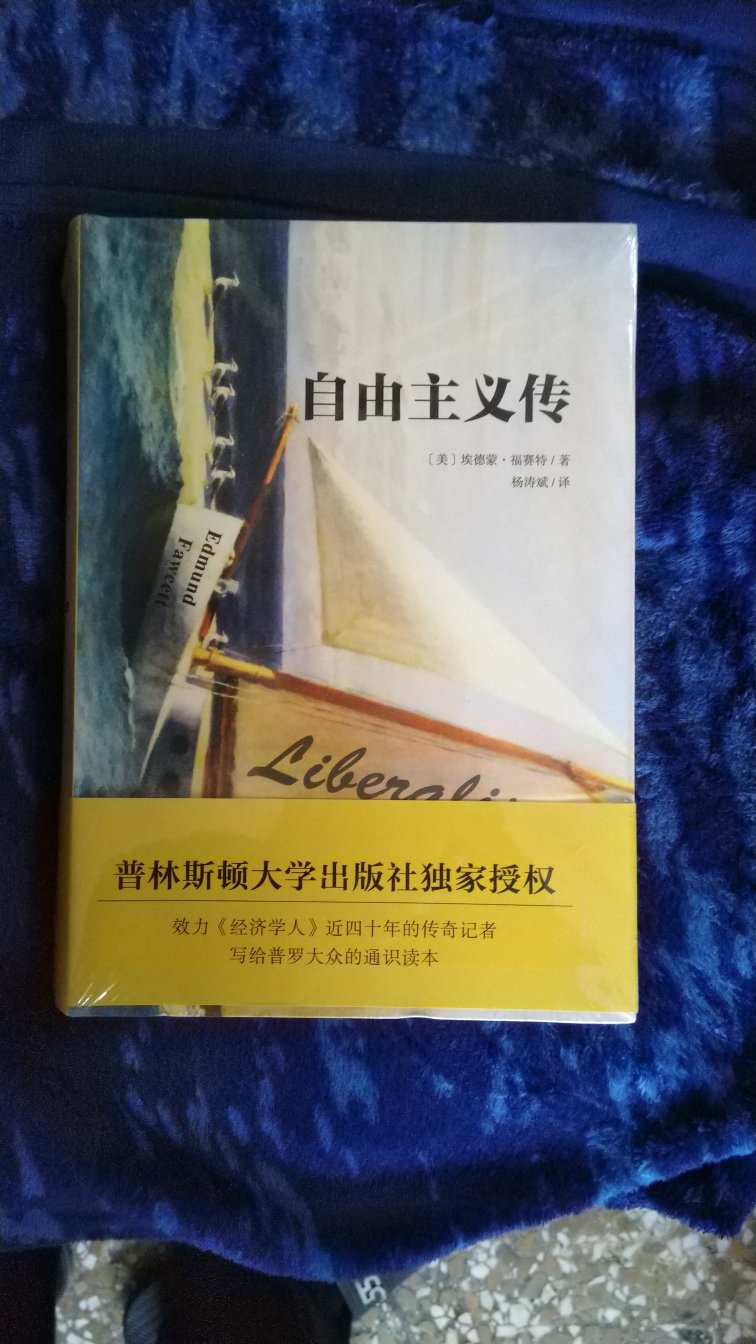 自由主义传
〔美〕埃德蒙·福赛特/著
杨涛斌/译
Edmund
Fawcett
普林斯顿大学出版社独家授权
效力《经济学人》近四十年的传奇记者
写给普罗大众的通识读本